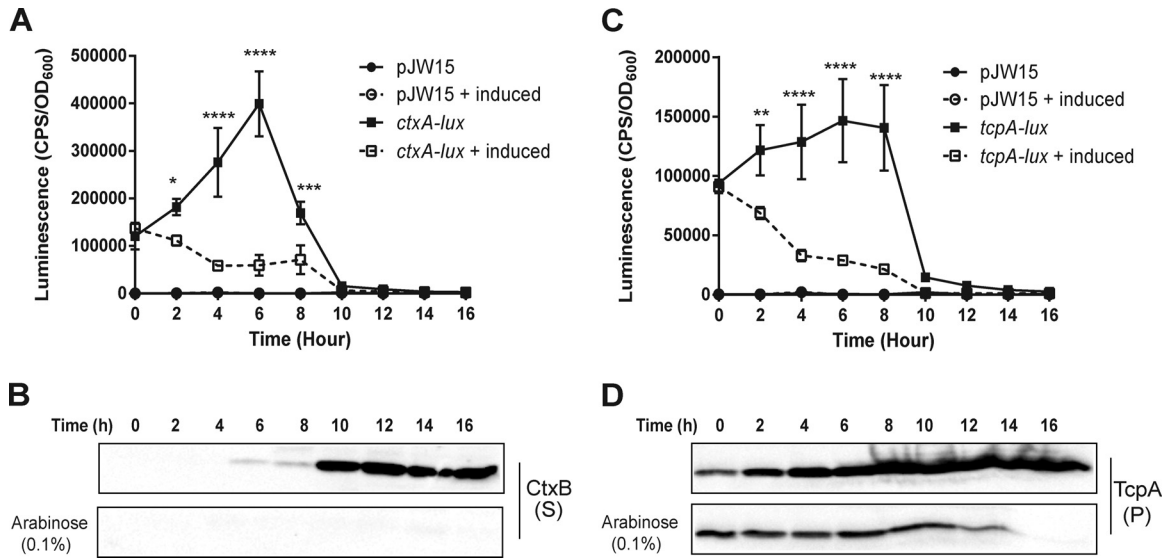 A
Luminescence (CPS/OD600)
500000
400000
300000
200000
100000
0
*
****
****
***
pJW15
pJW15 + induced
ctxA-lux
ctxA-lux + induced
0 2 4 6 8 10 12 14 16
Time (Hour)
C
Luminescence (CPS/OD600)
200000
150000
100000
50000
0
**
****
****
****
pJW15
pJW15 + induced
tcpA-lux
tcpA-lux + induced
0 2 4 6 8 10 12 14 16
Time (Hour)
B
Time (h) 0 2 4 6 8 10 12 14 16
CtxB
(S)
Arabinose
(0.1%)
D
Time (h) 0 2 4 6 8 10 12 14 16
TcpA
(P)
Arabinose
(0.1%)